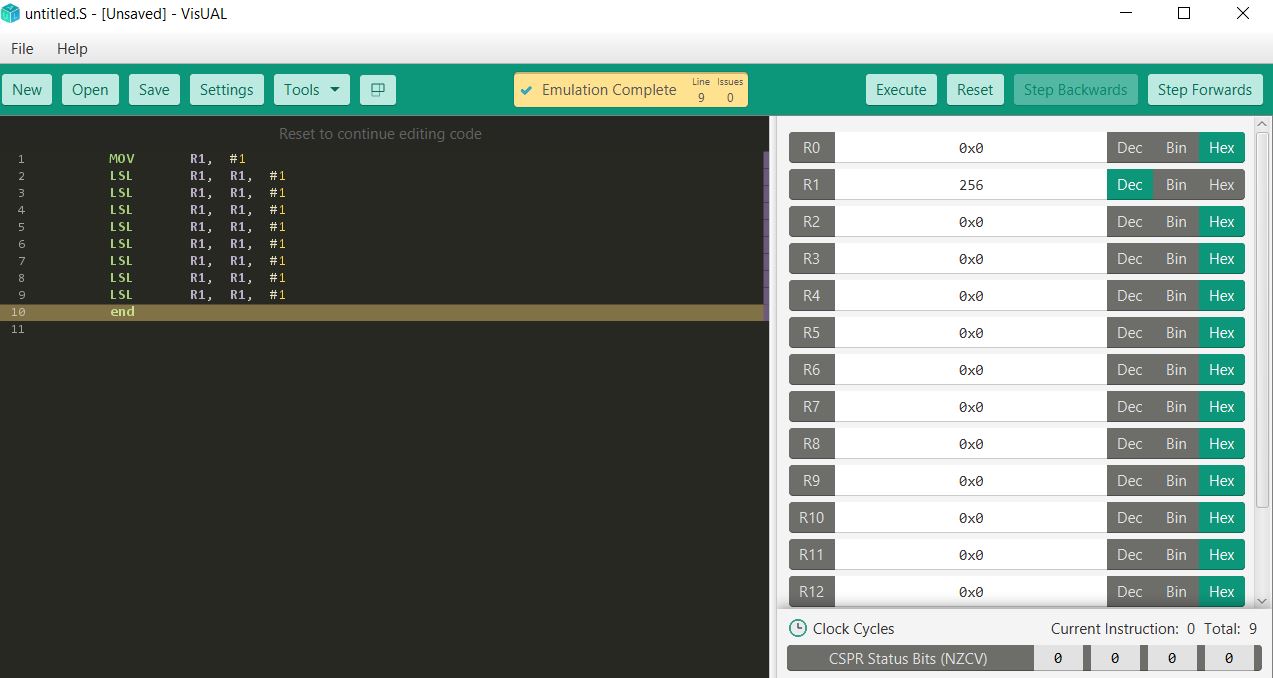 untitled.S - [Unsaved] - VisUAL
File Help
New Open Save Settings Tools Emulation Complete Line Issues Execute Reset Step Backwards Step Forwards
9 0
Reset to continue editing code
1 MOV R1, #1
2 LSL R1, R1, #1
3 LSL R1, R1, #1
4 LSL R1, R1, #1
5 LSL R1, R1, #1
6 LSL R1, R1, #1
7 LSL R1, R1, #1
8 LSL R1, R1, #1
9 LSL R1, R1, #1
10 end
11
R0 0x0 Dec Bin Hex
R1 256 Dec Bin Hex
R2 0x0 Dec Bin Hex
R3 0x0 Dec Bin Hex
R4 0x0 Dec Bin Hex
R5 0x0 Dec Bin Hex
R6 0x0 Dec Bin Hex
R7 0x0 Dec Bin Hex
R8 0x0 Dec Bin Hex
R9 0x0 Dec Bin Hex
R10 0x0 Dec Bin Hex
R11 0x0 Dec Bin Hex
R12 0x0 Dec Bin Hex
Clock Cycles Current Instruction: 0 Total: 9
CSPR Status Bits (NZCV) 0 0 0 0